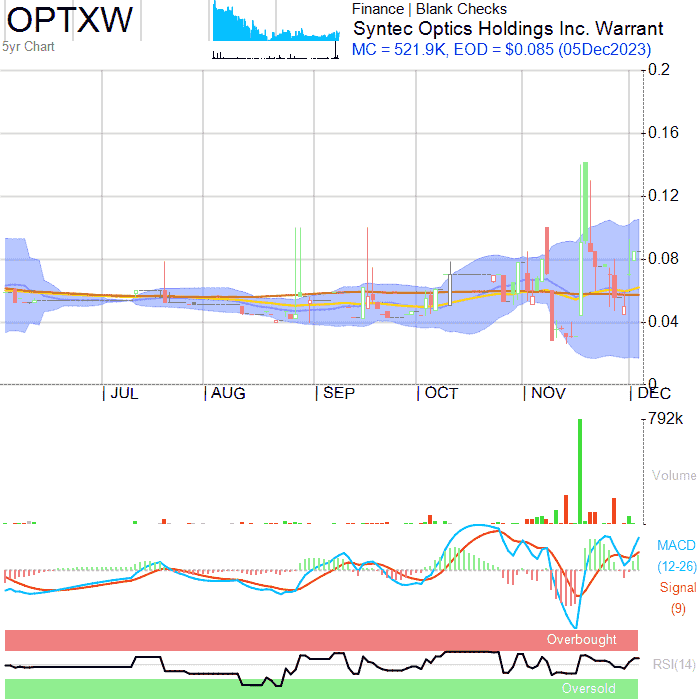 OPTXW
5yr Chart
Finance | Blank Checks
Syntec Optics Holdings Inc. Warrant
MC = 521.9K, EOD = $0.085 (05Dec2023)
0.2
0.16
0.12
0.08
0.04
0
JUL
AUG
SEP
OCT
NOV
DEC
792k
Volume
MACD
(12-26)
Signal
(9)
Overbought
RSI(14)
Oversold